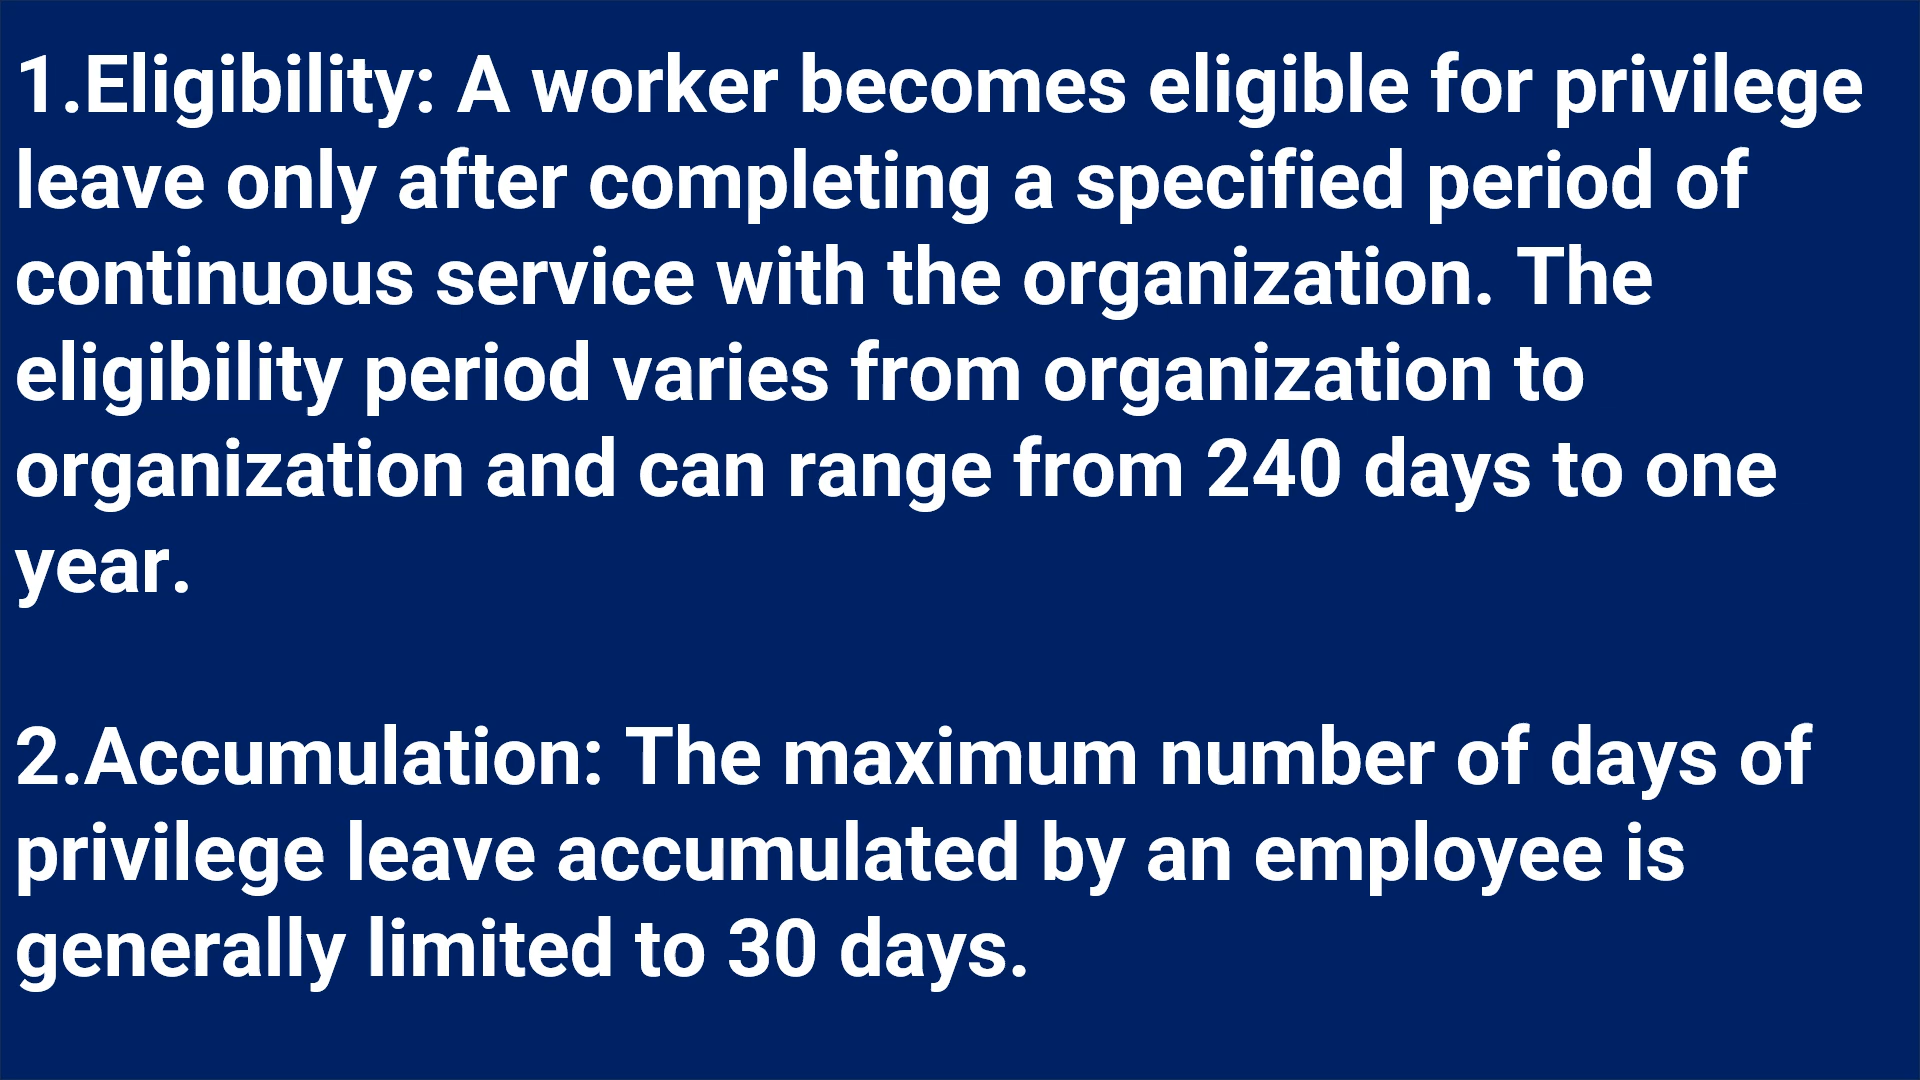 1.Eligibility: A worker becomes eligible for privilege
leave only after completing a specified period of
continuous service with the organization. The
eligibility period varies from organization to
organization and can range from 240 days to one
year.
2.Accumulation: The maximum number of days of
privilege leave accumulated by an employee is
generally limited to 30 days.